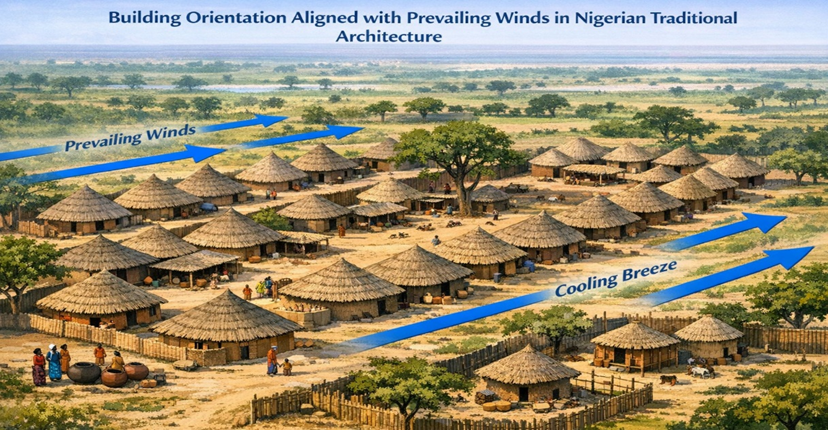 Building Orientation Aligned with Prevailing Winds in Nigerian Traditional
Architecture
Prevailing Winds
Cooling Breeze